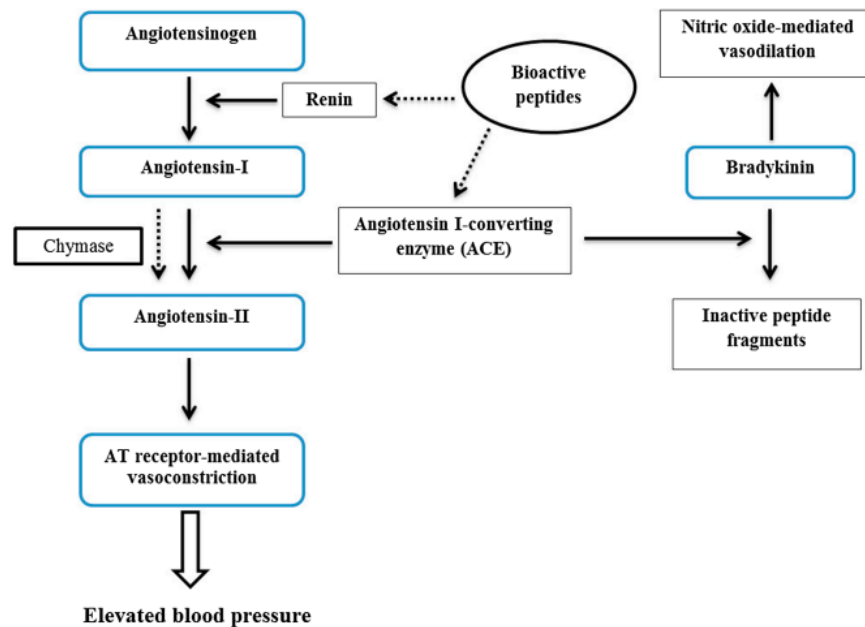 Angiotensinogen
Nitric oxide-mediated
vasodilation
Bioactive
peptides
Renin
Angiotensin-I
Bradykinin
Chymase
Angiotensin I-converting
enzyme (ACE)
Angiotensin-II
Inactive peptide
fragments
AT receptor-mediated
vasoconstriction
Elevated blood pressure